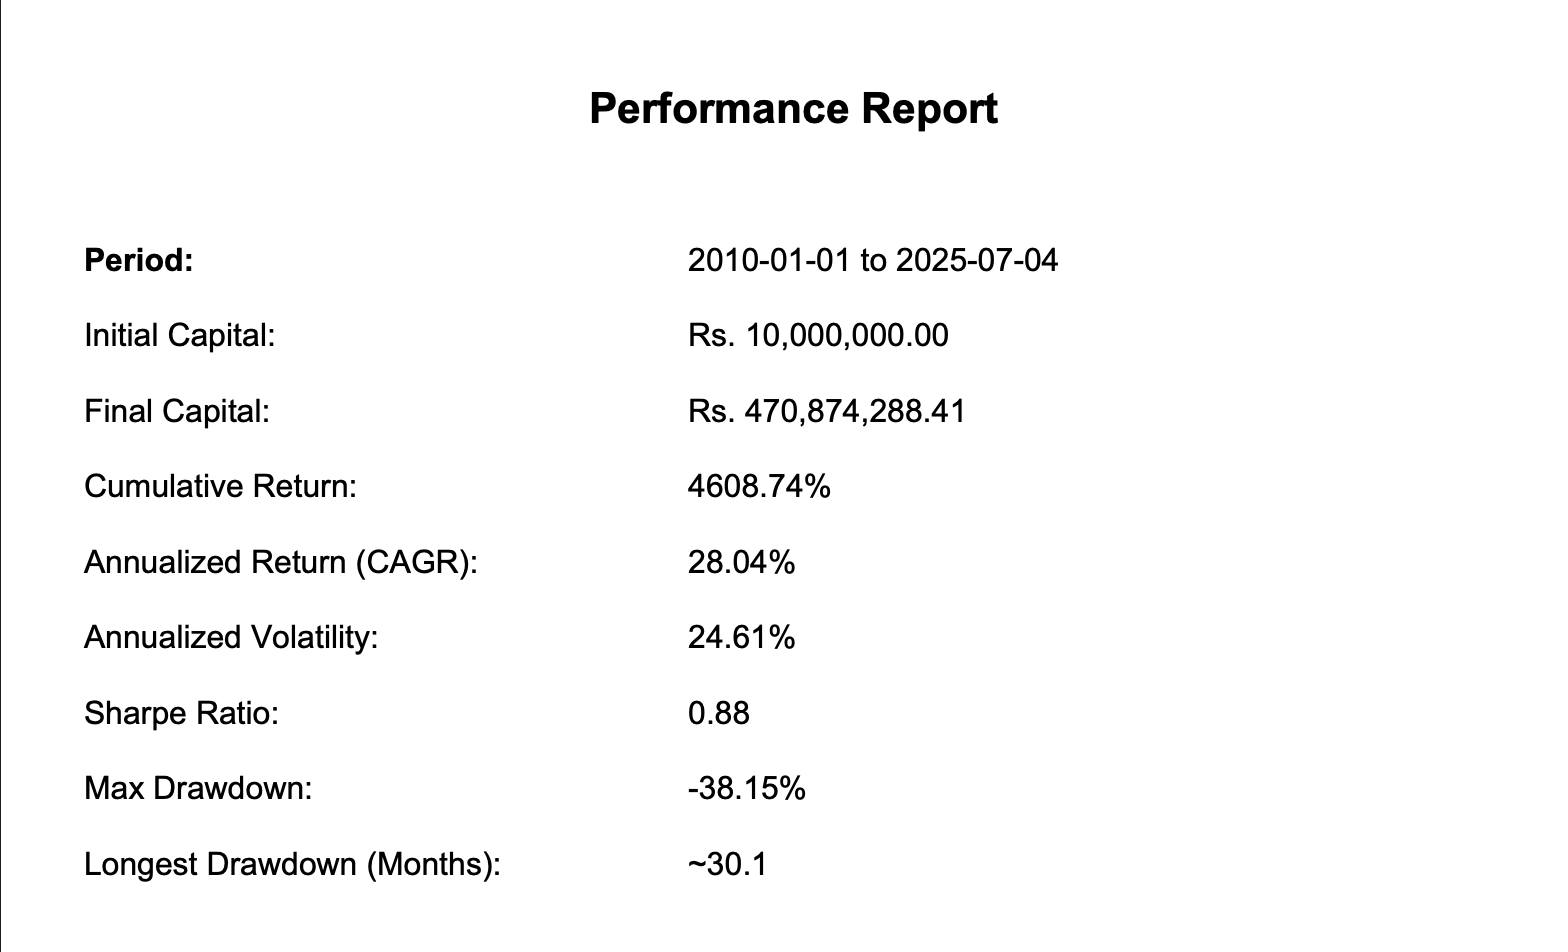 Performance Report
Period: 2010-01-01 to 2025-07-04
Initial Capital: Rs. 10,000,000.00
Final Capital: Rs. 470,874,288.41
Cumulative Return: 4608.74%
Annualized Return (CAGR): 28.04%
Annualized Volatility: 24.61%
Sharpe Ratio: 0.88
Max Drawdown: -38.15%
Longest Drawdown (Months): ~30.1